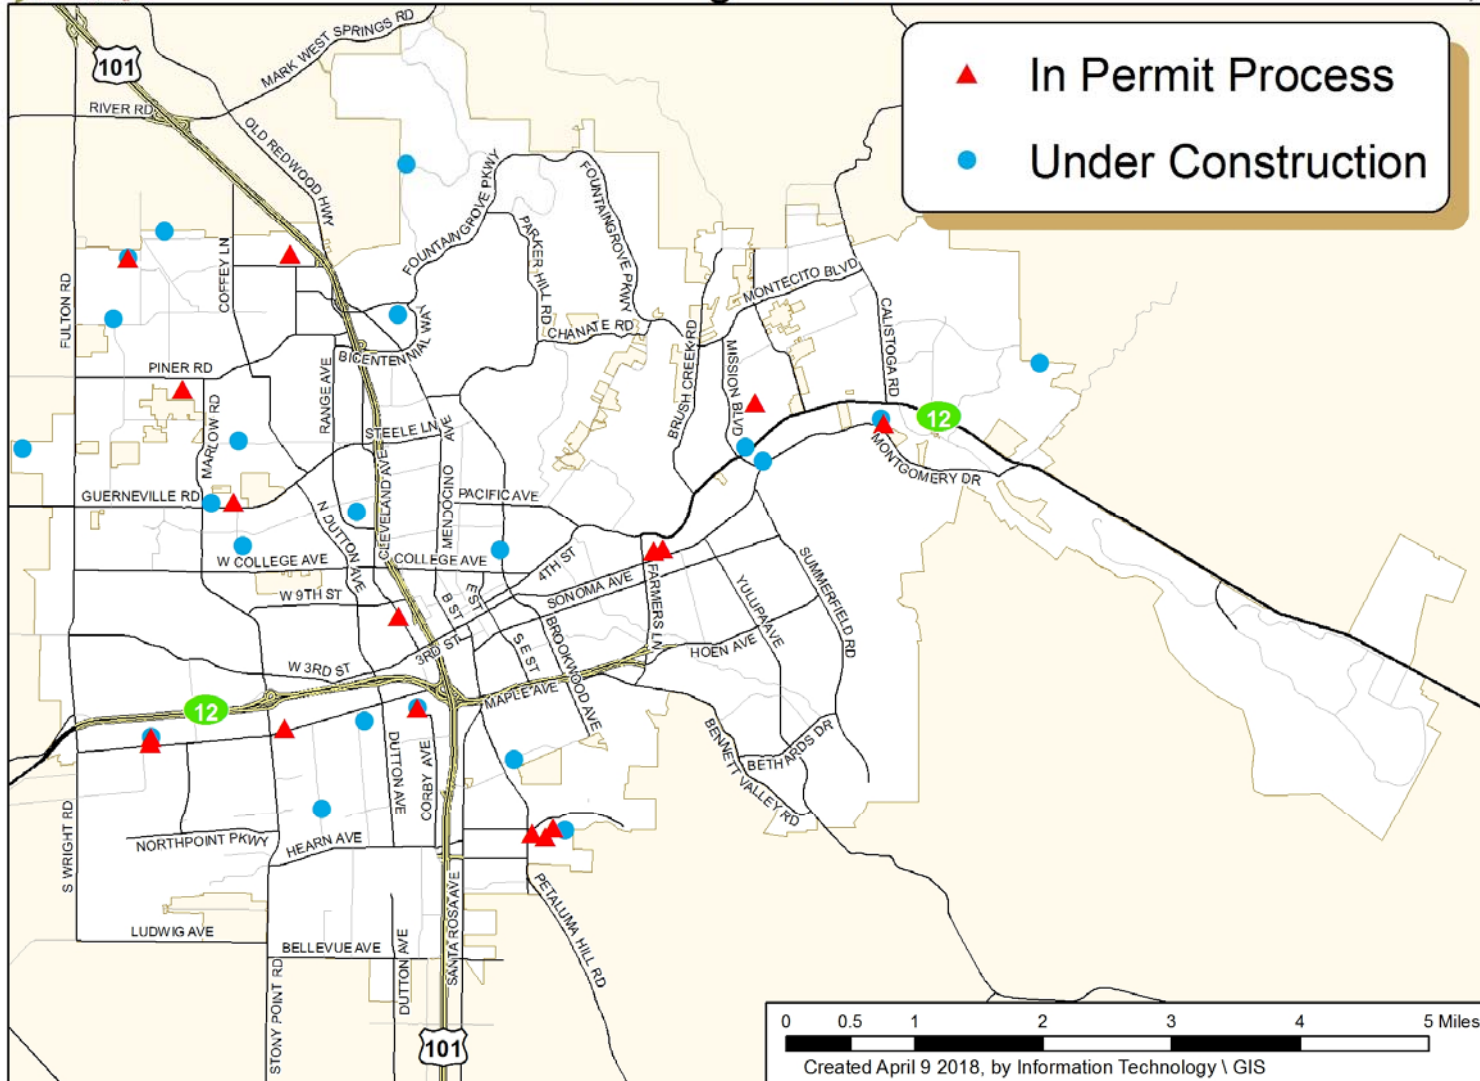 In Permit Process
Under Construction
101
MARK WEST SPRINGS RD
RIVER RD
OLD REDWOOD HWY
FOUNTAINGROVE PKWY
FOUNTAINGROVE PKWY
PARKER HILL RD
COFFEY LN
FULTON RD
MONTECITO BLVD
CALISTOGA RD
CHANATE RD
BRUSH CREEK RD
MISSION BLVD
BICENTENNIAL WAY
PINER RD
RANGE AVE
MARLOW RD
STEELE LN
MENDOCINO AVE
CLEVELAND AVE
12
MONTGOMERY DR
GUERNEVILLE RD
PACIFIC AVE
N DUTTON AVE
W COLLEGE AVE
COLLEGE AVE
4TH ST
SONOMA AVE
FARMERS LN
YULUPA AVE
SUMMERFIELD RD
W 9TH ST
B ST
E ST
S E ST
BROOKWOOD AVE
3RD ST
W 3RD ST
HOEN AVE
MAPLE AVE
12
BENNETT VALLEY RD
BETHARDS DR
DUTTON AVE
CORBY AVE
S WRIGHT RD
NORTHPOINT PKWY
HEARN AVE
SANTA ROSA AVE
PETALUMA HILL RD
LUDWIG AVE
BELLEVUE AVE
DUTTON AVE
STONY POINT RD
101
0 0.5 1 2 3 4 5 Miles
Created April 9 2018, by Information Technology \ GIS